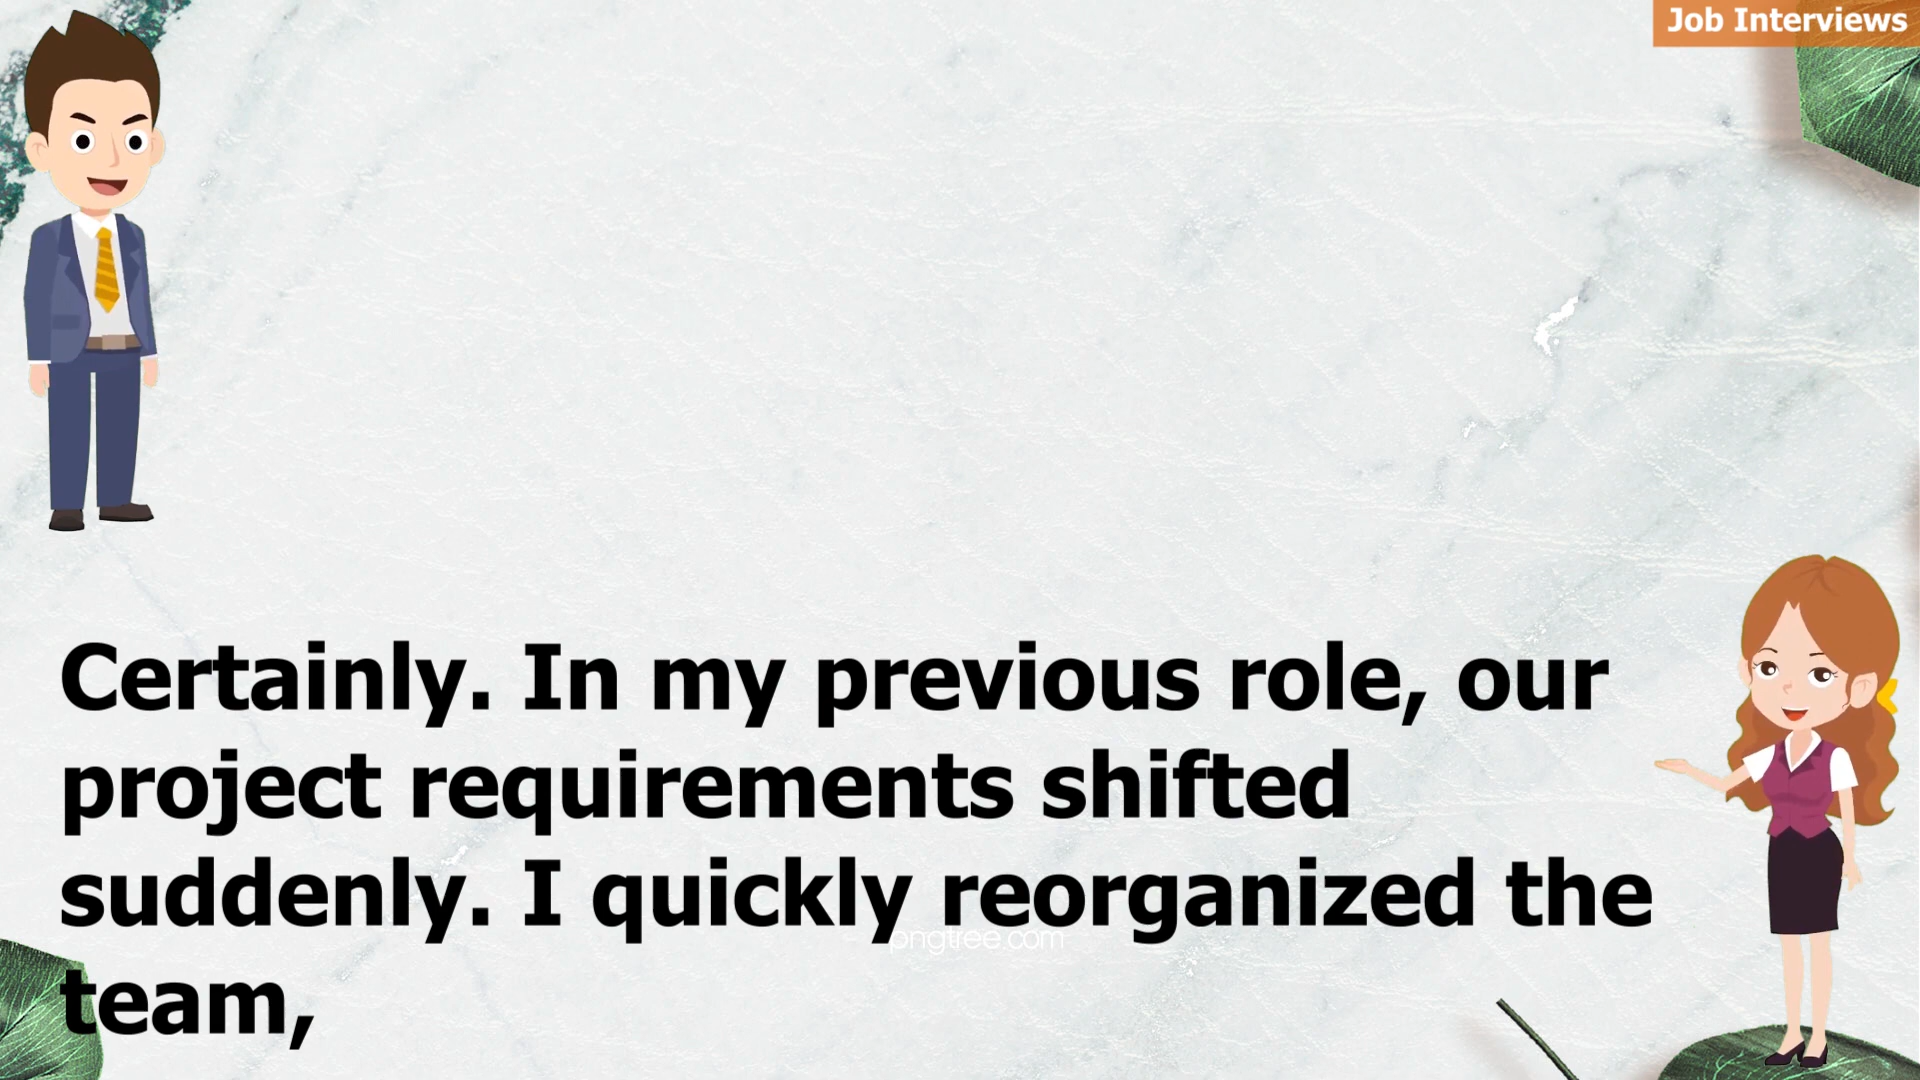 Job Interviews
Certainly. In my previous role, our
project requirements shifted
suddenly. I quickly reorganized the
pngtree.com
team,